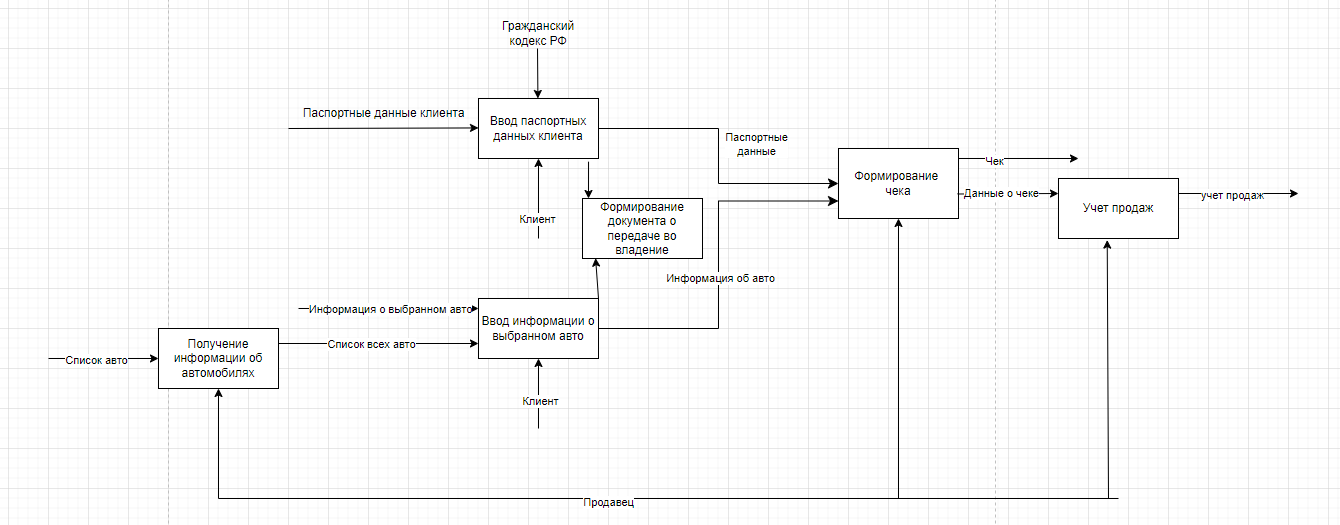 Гражданский
кодекс РФ
Паспортные данные клиента
Ввод паспортных
данных клиента
Паспортные
данные
Клиент
Формирование
документа о
передаче во
владение
Формирование
чека
Чек
Данные о чеке
Учет продаж
учет продаж
Информация об авто
Информация о выбранном авто
Ввод информации о
выбранном авто
Список авто
Получение
информации об
автомобилях
Список всех авто
Клиент
Продавец